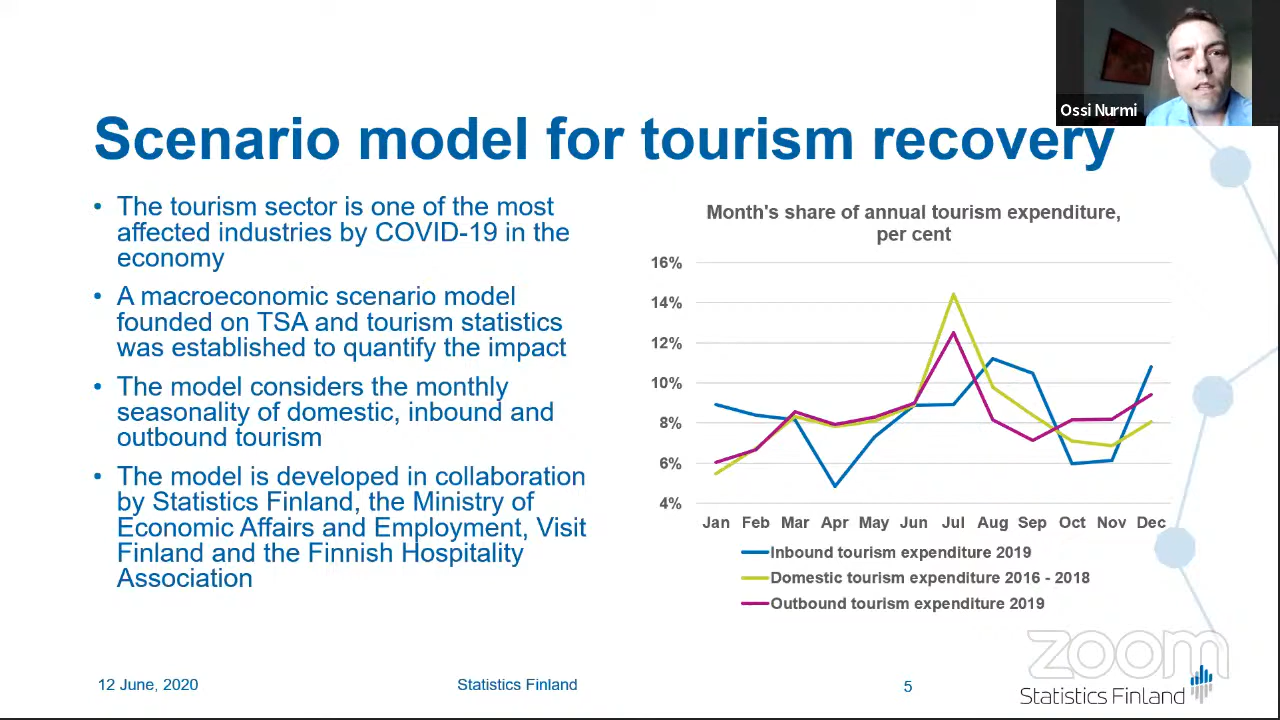 Ossi Nurmi
Scenario model for tourism recovery
• The tourism sector is one of the most
affected industries by COVID-19 in the
economy
• A macroeconomic scenario model
founded on TSA and tourism statistics
was established to quantify the impact
• The model considers the monthly
seasonality of domestic, inbound and
outbound tourism
• The model is developed in collaboration
by Statistics Finland, the Ministry of
Economic Affairs and Employment, Visit
Finland and the Finnish Hospitality
Association
Month's share of annual tourism expenditure,
per cent
16%
14%
12%
10%
8%
6%
4%
Jan Feb Mar Apr May Jun Jul Aug Sep Oct Nov Dec
Inbound tourism expenditure 2019
Domestic tourism expenditure 2016 - 2018
Outbound tourism expenditure 2019
zoom
12 June, 2020 Statistics Finland 5
Statistics Finland